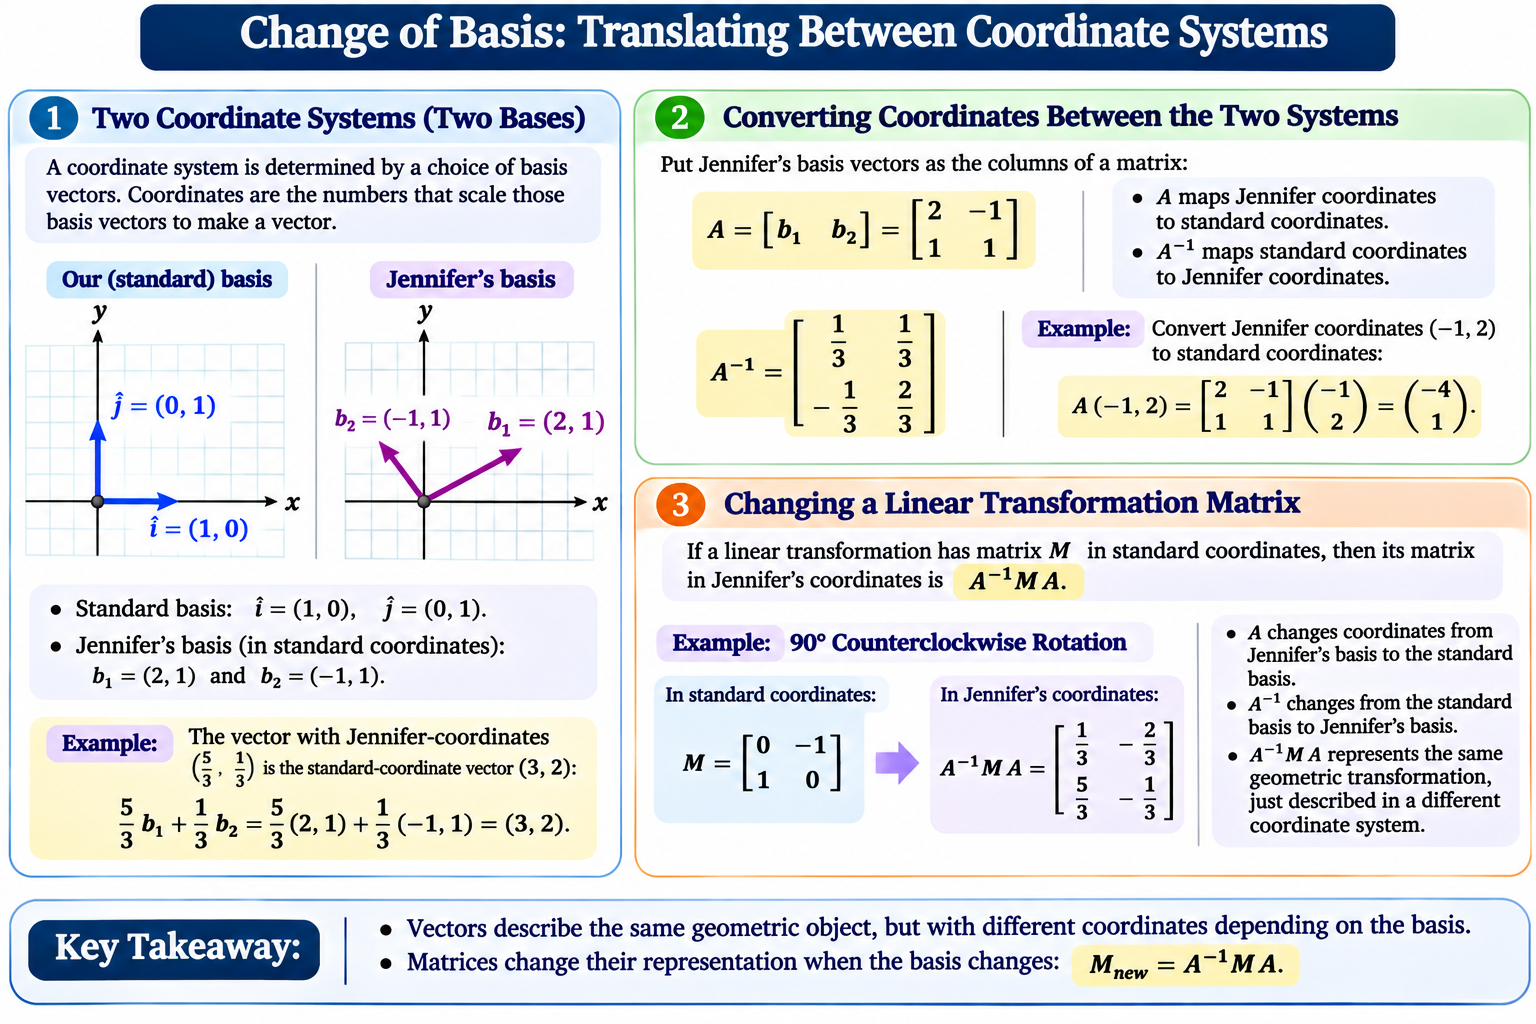 Change of Basis: Translating Between Coordinate Systems
1 Two Coordinate Systems (Two Bases)
A coordinate system is determined by a choice of basis
vectors. Coordinates are the numbers that scale those
basis vectors to make a vector.
Our (standard) basis
y
ĵ = (0, 1)
x
î = (1, 0)
Jennifer’s basis
y
b₂ = (−1, 1) b₁ = (2, 1)
x
• Standard basis: î = (1, 0), ĵ = (0, 1).
• Jennifer’s basis (in standard coordinates):
b₁ = (2, 1) and b₂ = (−1, 1).
Example: The vector with Jennifer-coordinates
(5/3, 1/3) is the standard-coordinate vector (3, 2):
5/3 b₁ + 1/3 b₂ = 5/3 (2, 1) + 1/3 (−1, 1) = (3, 2).
2 Converting Coordinates Between the Two Systems
Put Jennifer’s basis vectors as the columns of a matrix:
A = [b₁ b₂] = [2 −1
1 1]
• A maps Jennifer coordinates
to standard coordinates.
• A⁻¹ maps standard coordinates
to Jennifer coordinates.
A⁻¹ = [1/3 1/3
−1/3 2/3]
Example: Convert Jennifer coordinates (−1, 2)
to standard coordinates:
A (−1, 2) = [2 −1
1 1] (−1
2) = (−4
1).
3 Changing a Linear Transformation Matrix
If a linear transformation has matrix M in standard coordinates, then its matrix
in Jennifer’s coordinates is A⁻¹MA.
Example: 90° Counterclockwise Rotation
In standard coordinates:
M = [0 −1
1 0]
In Jennifer’s coordinates:
A⁻¹MA = [1/3 −2/3
5/3 −1/3]
• A changes coordinates from
Jennifer’s basis to the standard
basis.
• A⁻¹ changes from the standard
basis to Jennifer’s basis.
• A⁻¹MA represents the same
geometric transformation,
just described in a different
coordinate system.
Key Takeaway:
• Vectors describe the same geometric object, but with different coordinates depending on the basis.
• Matrices change their representation when the basis changes: Mnew = A⁻¹MA.